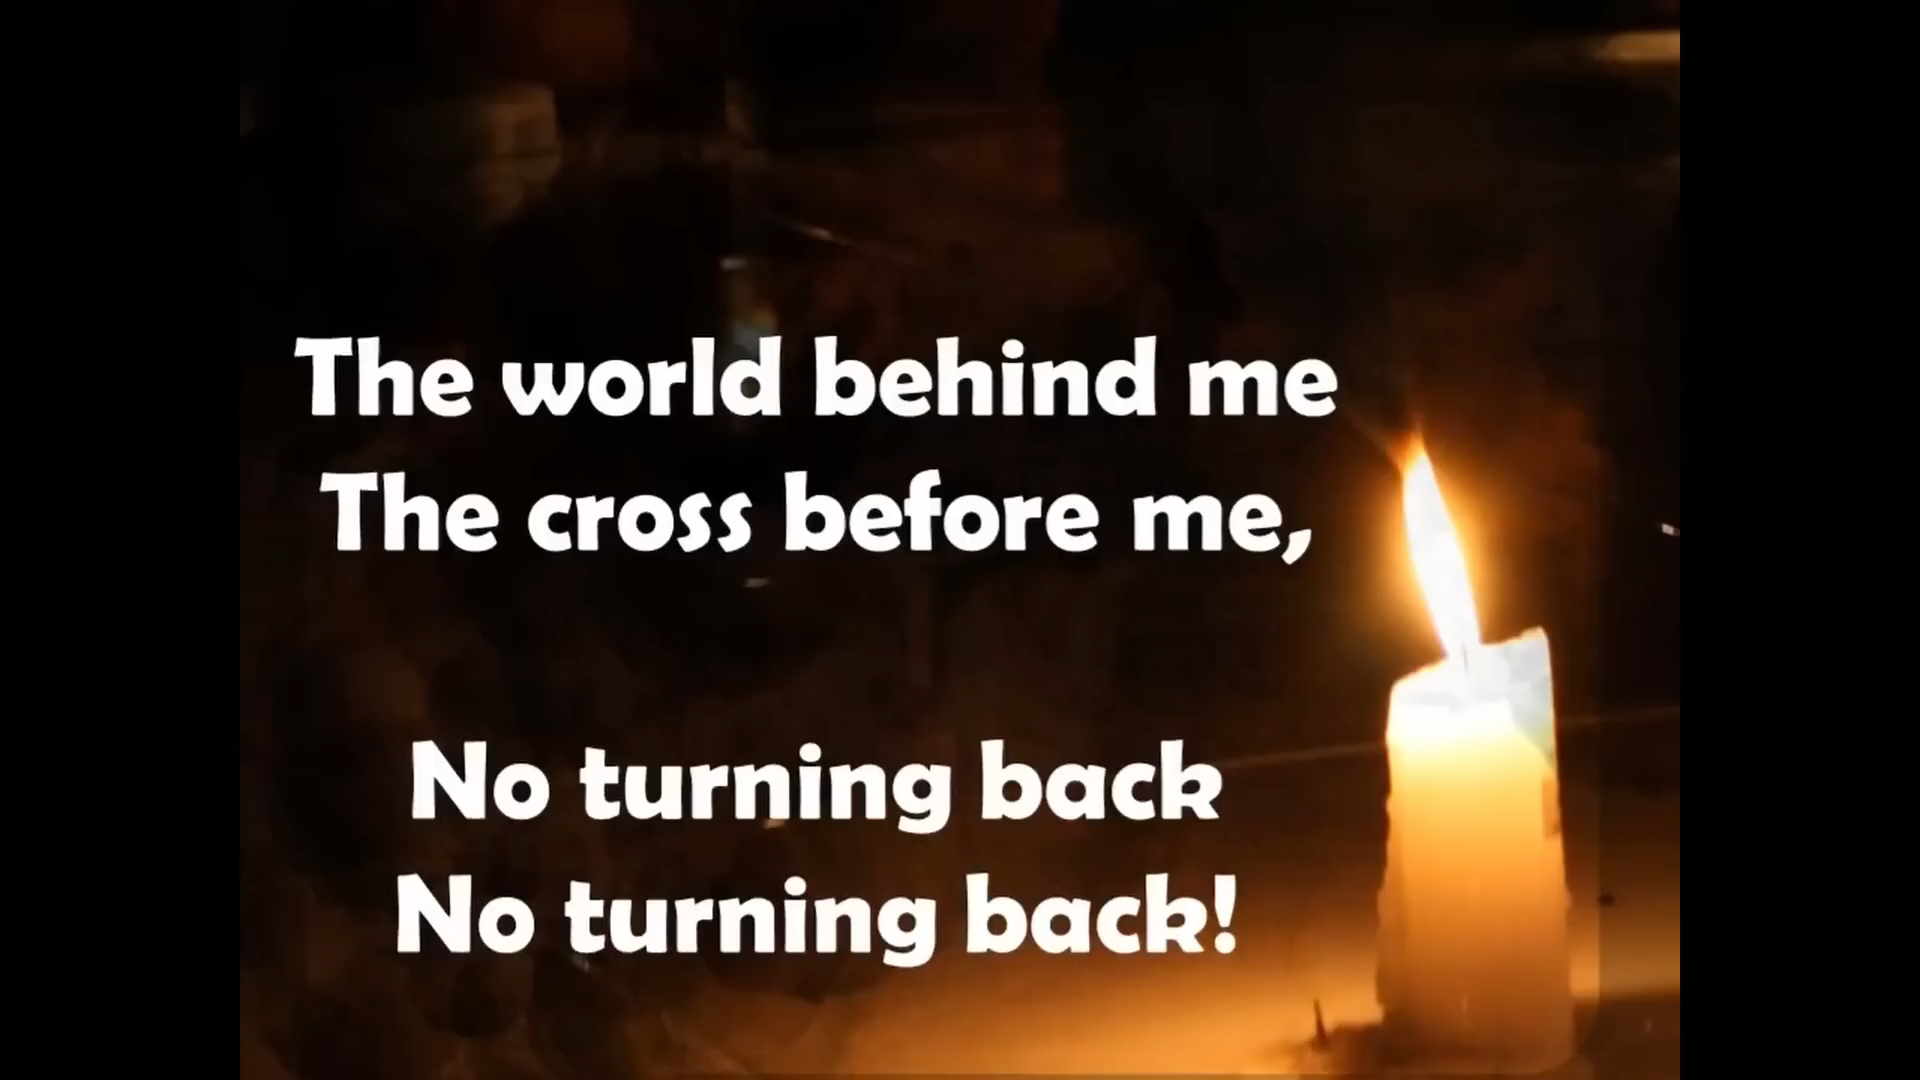 The world behind me
The cross before me,
No turning back
No turning back!